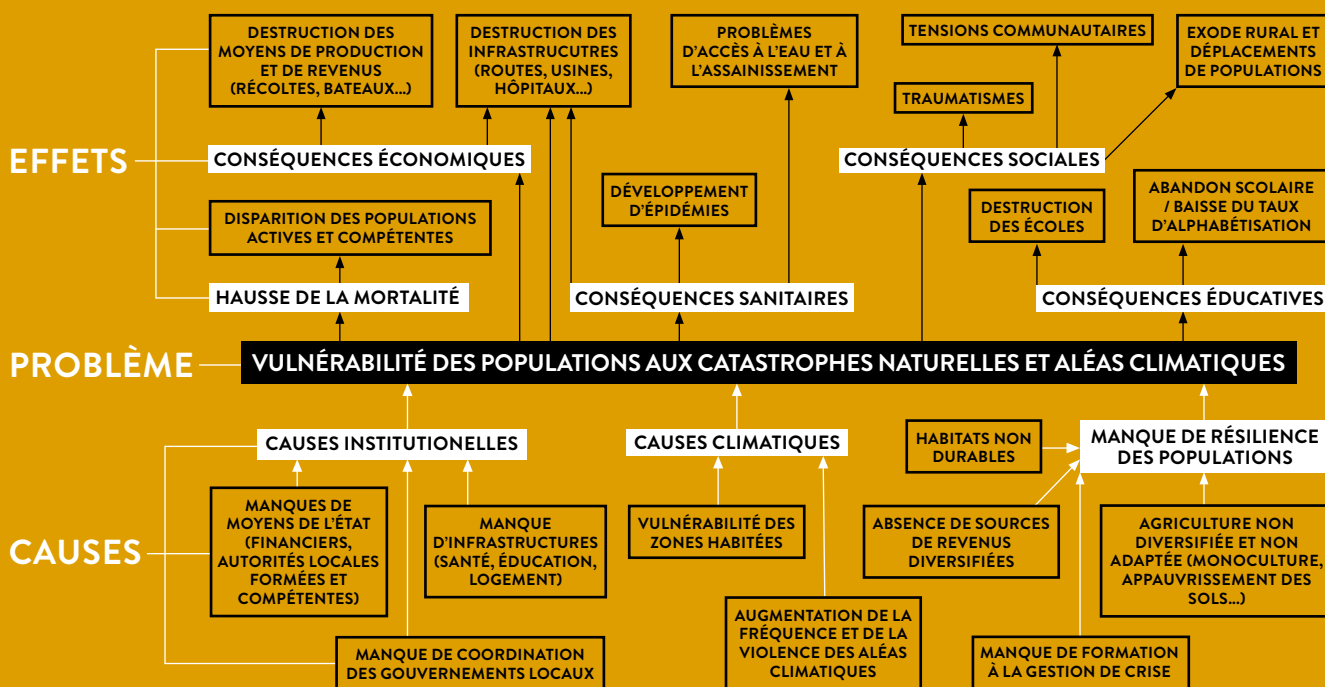 DESTRUCTION DES
MOYENS DE PRODUCTION
ET DE REVENUS
(RÉCOLTES, BATEAUX...)
DESTRUCTION DES
INFRASTRUCUTRES
(ROUTES, USINES,
HÔPITAUX...)
PROBLÈMES
D'ACCÈS À L'EAU ET À
L'ASSAINISSEMENT
TENSIONS COMMUNAUTAIRES
EXODE RURAL ET
DÉPLACEMENTS
DE POPULATIONS
TRAUMATISMES
EFFETS
CONSÉQUENCES ÉCONOMIQUES
CONSÉQUENCES SOCIALES
DISPARITION DES POPULATIONS
ACTIVES ET COMPÉTENTES
DÉVELOPPEMENT
D'ÉPIDÉMIES
DESTRUCTION
DES ÉCOLES
ABANDON SCOLAIRE
/ BAISSE DU TAUX
D'ALPHABÉTISATION
HAUSSE DE LA MORTALITÉ
CONSÉQUENCES SANITAIRES
CONSÉQUENCES ÉDUCATIVES
PROBLÈME
VULNÉRABILITÉ DES POPULATIONS AUX CATASTROPHES NATURELLES ET ALÉAS CLIMATIQUES
CAUSES INSTITUTIONELLES
CAUSES CLIMATIQUES
HABITATS NON
DURABLES
MANQUE DE RÉSILIENCE
DES POPULATIONS
CAUSES
MANQUES DE
MOYENS DE L'ÉTAT
(FINANCIERS,
AUTORITÉS LOCALES
FORMÉES ET
COMPÉTENTES)
MANQUE
D'INFRASTRUCTURES
(SANTÉ, ÉDUCATION,
LOGEMENT)
VULNÉRABILITÉ DES
ZONES HABITÉES
ABSENCE DE SOURCES
DE REVENUS
DIVERSIFIÉES
AGRICULTURE NON
DIVERSIFIÉE ET NON
ADAPTÉE (MONOCULTURE,
APPAUVRISSEMENT DES
SOLS...)
MANQUE DE COORDINATION
DES GOUVERNEMENTS LOCAUX
AUGMENTATION DE LA
FRÉQUENCE ET DE LA
VIOLENCE DES ALÉAS
CLIMATIQUES
MANQUE DE FORMATION
À LA GESTION DE CRISE